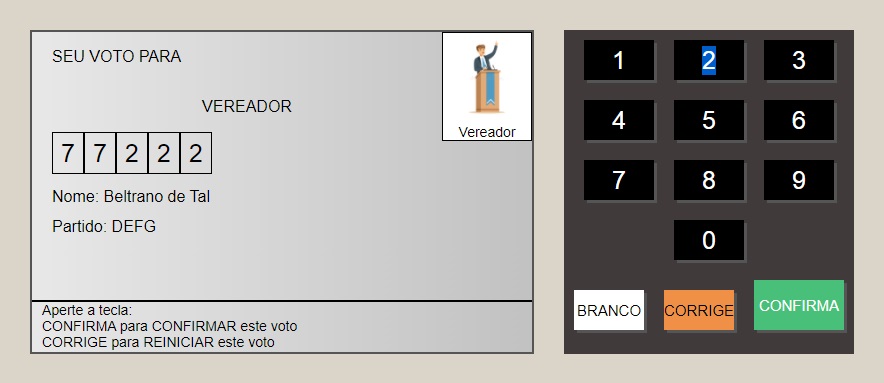 SEU VOTO PARA
VEREADOR
Vereador
7 7 2 2 2
Nome: Beltrano de Tal
Partido: DEFG
Aperte a tecla:
CONFIRMA para CONFIRMAR este voto
CORRIGE para REINICIAR este voto
1 2 3
4 5 6
7 8 9
0
BRANCO CORRIGE CONFIRMA